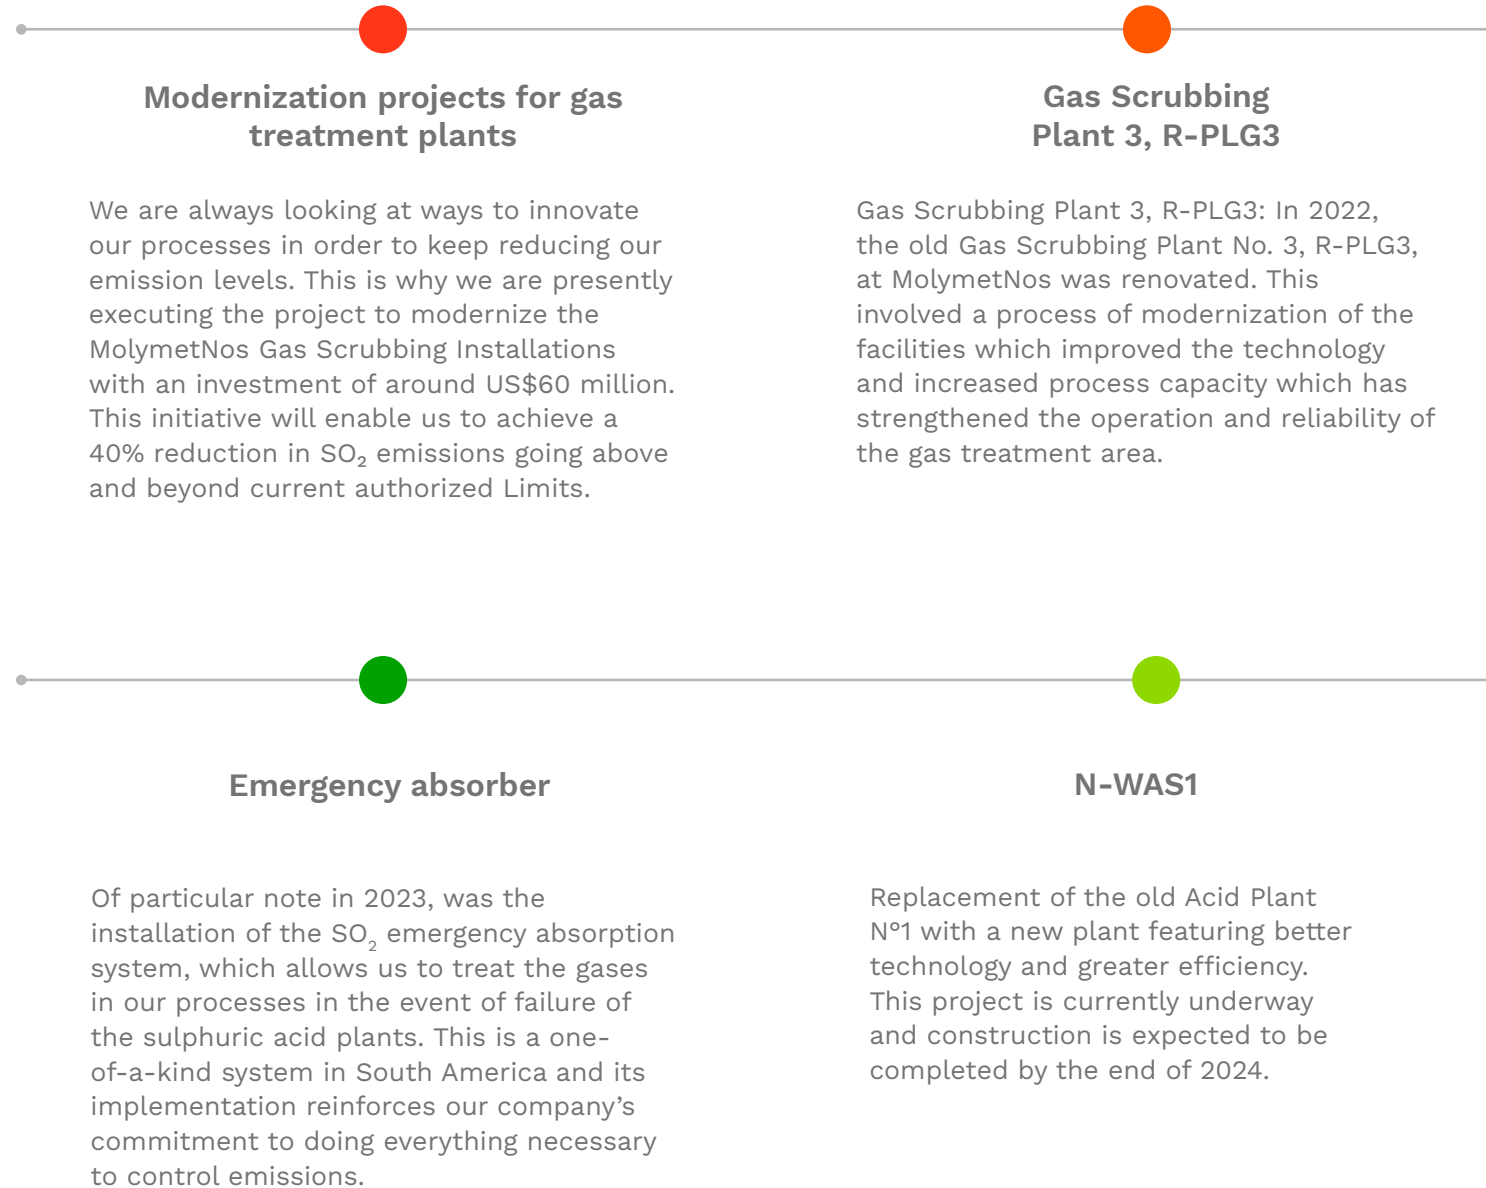 Modernization projects for gas
treatment plants
We are always looking at ways to innovate
our processes in order to keep reducing our
emission levels. This is why we are presently
executing the project to modernize the
MolymetNos Gas Scrubbing Installations
with an investment of around US$60 million.
This initiative will enable us to achieve a
40% reduction in SO₂ emissions going above
and beyond current authorized Limits.
Gas Scrubbing
Plant 3, R-PLG3
Gas Scrubbing Plant 3, R-PLG3: In 2022,
the old Gas Scrubbing Plant No. 3, R-PLG3,
at MolymetNos was renovated. This
involved a process of modernization of the
facilities which improved the technology
and increased process capacity which has
strengthened the operation and reliability of
the gas treatment area.
Emergency absorber
Of particular note in 2023, was the
installation of the SO₂ emergency absorption
system, which allows us to treat the gases
in our processes in the event of failure of
the sulphuric acid plants. This is a one-
of-a-kind system in South America and its
implementation reinforces our company’s
commitment to doing everything necessary
to control emissions.
N-WAS1
Replacement of the old Acid Plant
N°1 with a new plant featuring better
technology and greater efficiency.
This project is currently underway
and construction is expected to be
completed by the end of 2024.